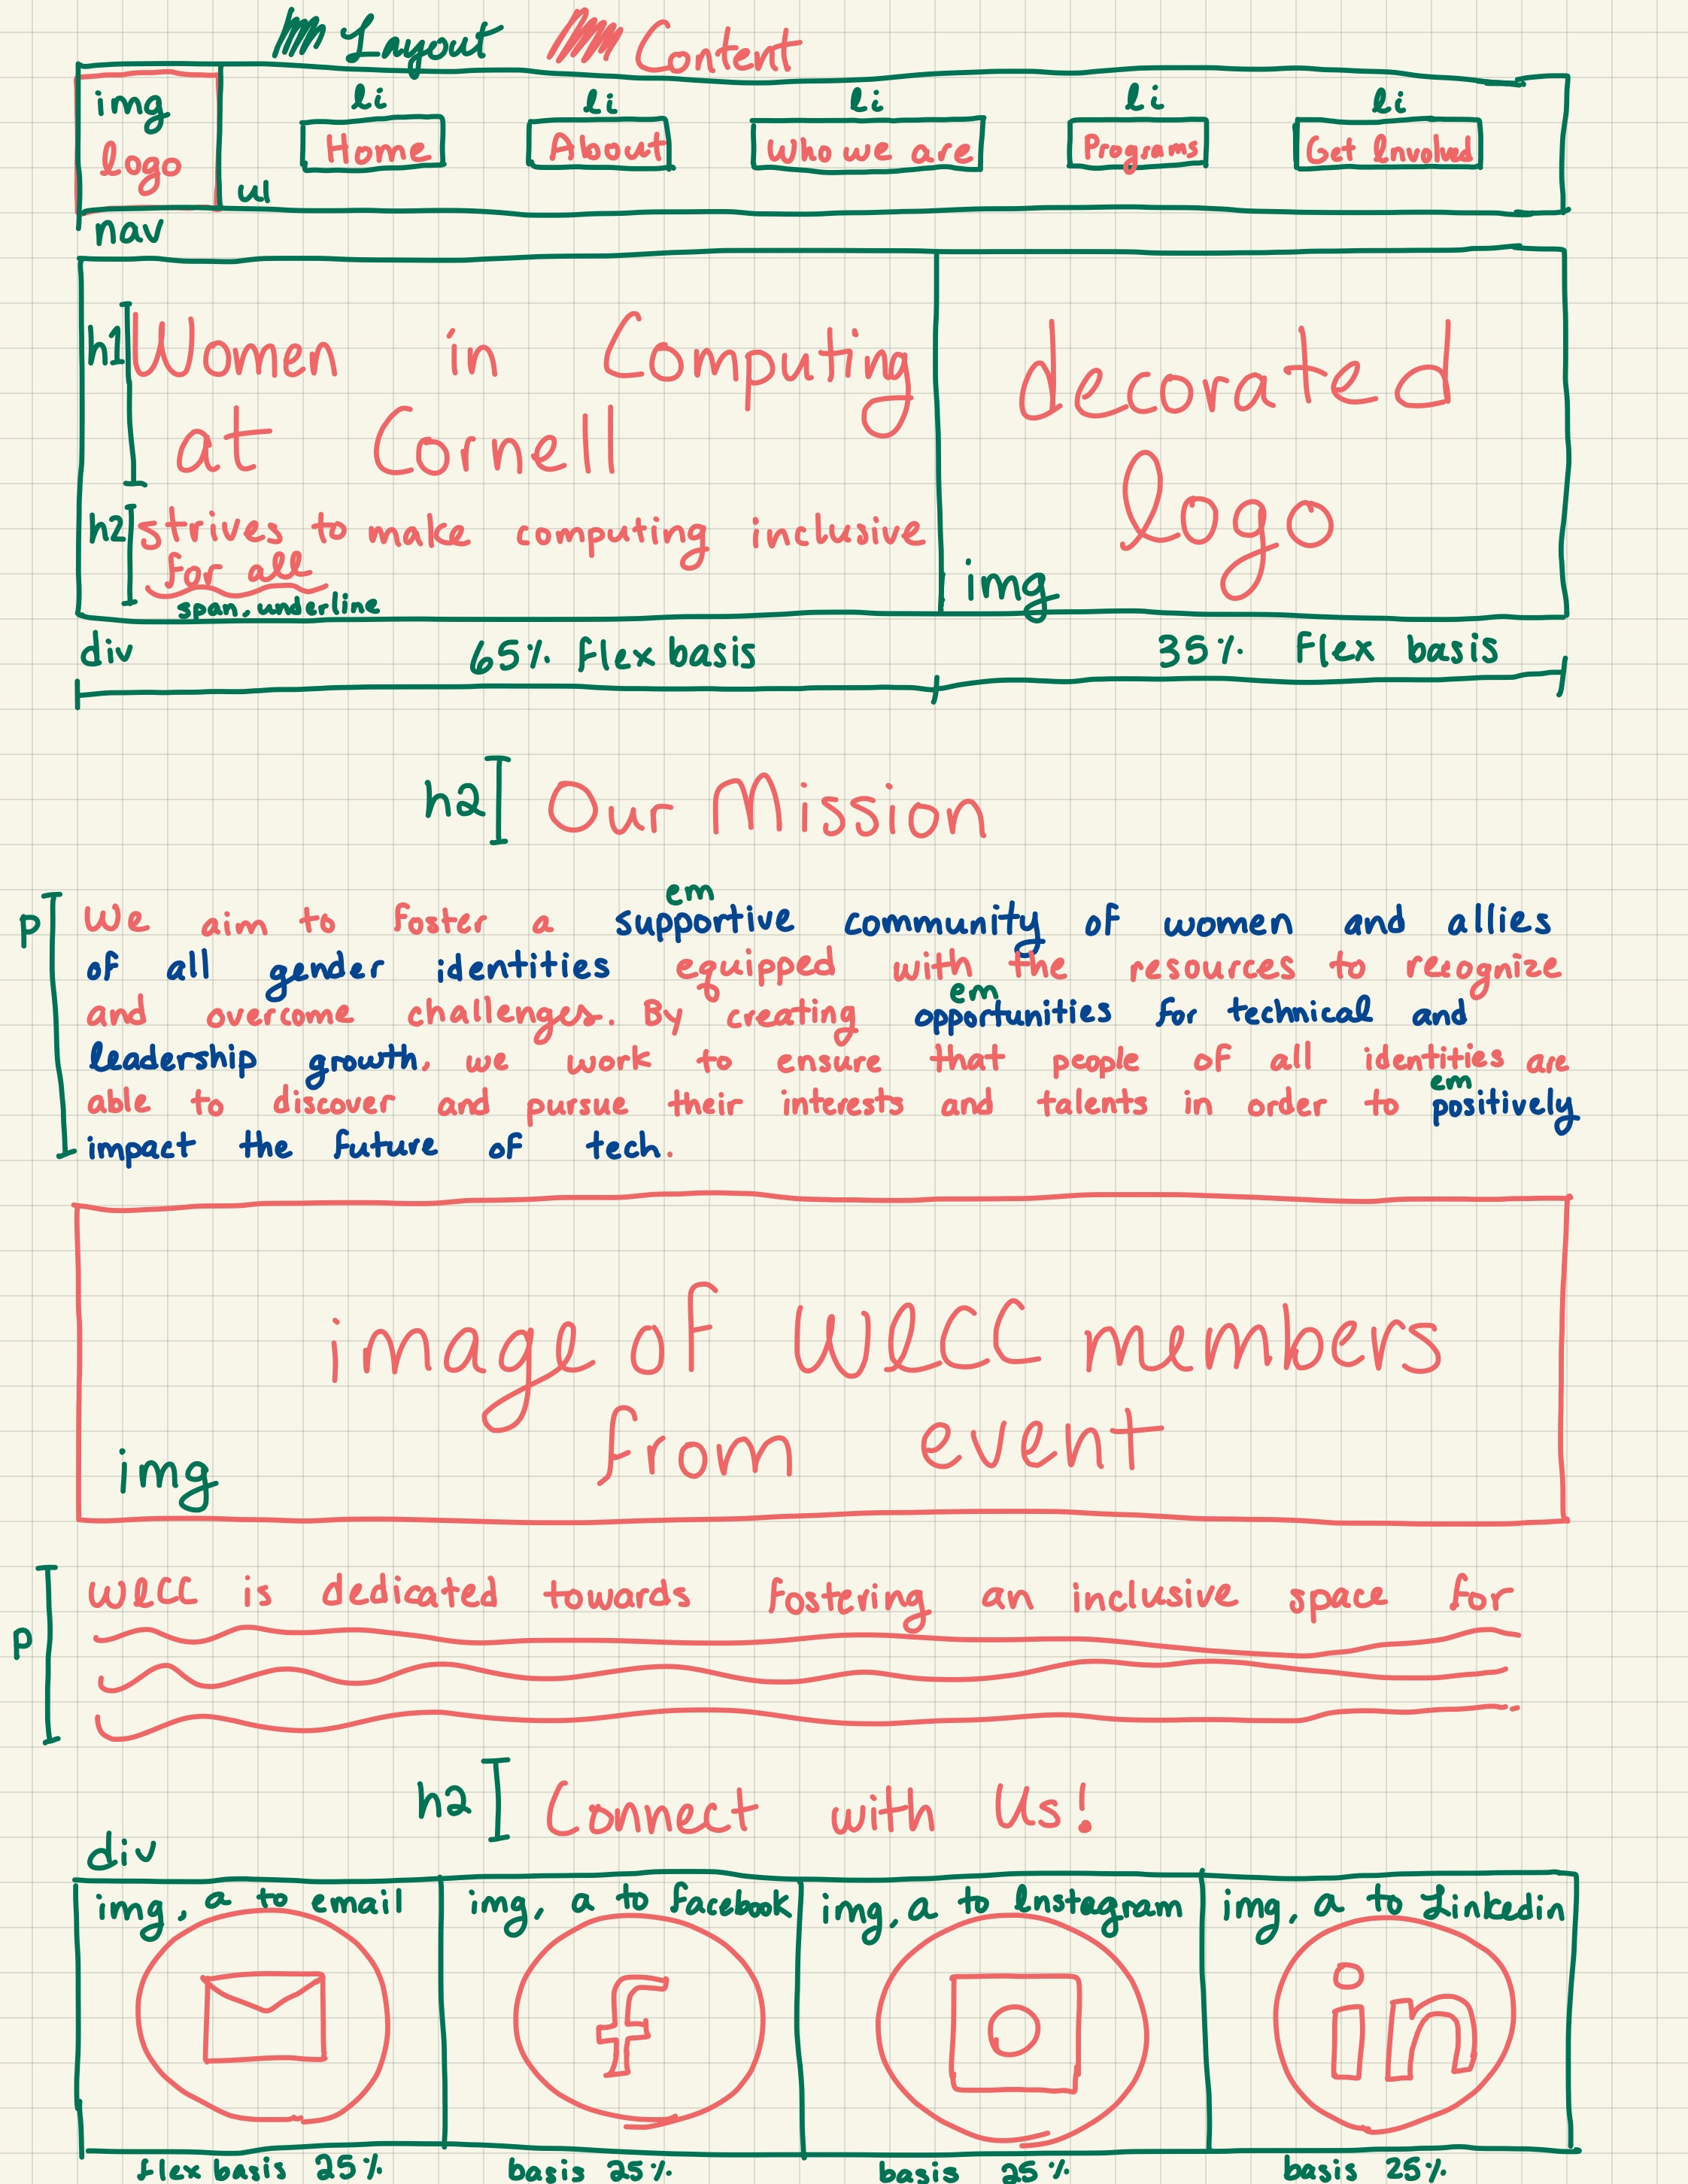 Layout Content
img
logo
li li li li li
Home About Who we are Programs Get Involved
ul
nav
h1 Women in Computing
at Cornell
h2 strives to make computing inclusive
for all
span, underline
decorated
logo
img
div 65% flex basis 35% flex basis
h2 Our Mission
em
p We aim to foster a supportive community of women and allies
of all gender identities equipped with the resources to recognize
em
and overcome challenges. By creating opportunities for technical and
leadership growth, we work to ensure that people of all identities are
em
able to discover and pursue their interests and talents in order to positively
impact the future of tech.
image of WICC members
from event
img
WICC is dedicated towards fostering an inclusive space for
p
h2 Connect with Us!
div
img, a to email img, a to facebook img, a to Instagram img, a to Linkedin
f in
flex basis 25% basis 25% basis 25% basis 25%